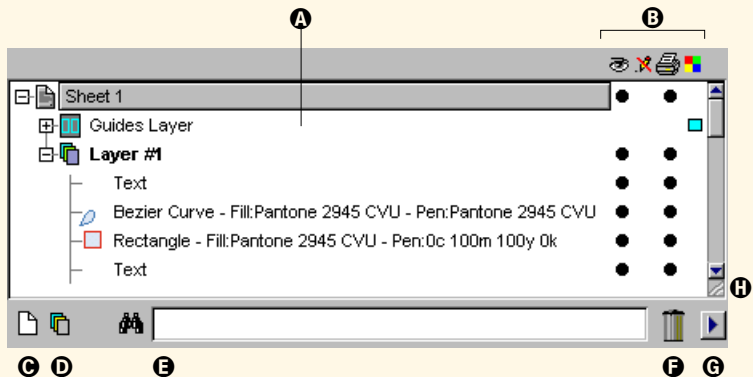 A B
Sheet 1
Guides Layer
Layer #1
Text
Bezier Curve - Fill:Pantone 2945 CVU - Pen:Pantone 2945 CVU
Rectangle - Fill:Pantone 2945 CVU - Pen:0c 100m 100y 0k
Text
H
C D E F G